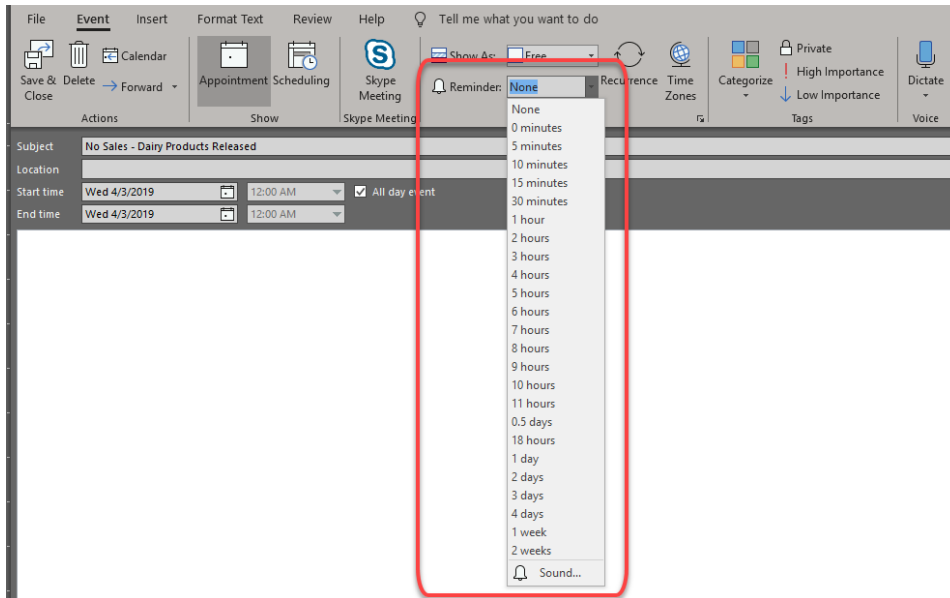 File Event Insert Format Text Review Help Tell me what you want to do
Save & Close
Delete
Calendar
Forward
Actions
Appointment
Scheduling
Show
Skype Meeting
Skype Meeting
Show As: Free
Reminder: None
Recurrence
Time Zones
Categorize
Private
High Importance
Low Importance
Tags
Dictate
Voice
Subject No Sales - Dairy Products Released
Location
Start time Wed 4/3/2019 12:00 AM All day event
End time Wed 4/3/2019 12:00 AM
None
0 minutes
5 minutes
10 minutes
15 minutes
30 minutes
1 hour
2 hours
3 hours
4 hours
5 hours
6 hours
7 hours
8 hours
9 hours
10 hours
11 hours
0.5 days
18 hours
1 day
2 days
3 days
4 days
1 week
2 weeks
Sound...